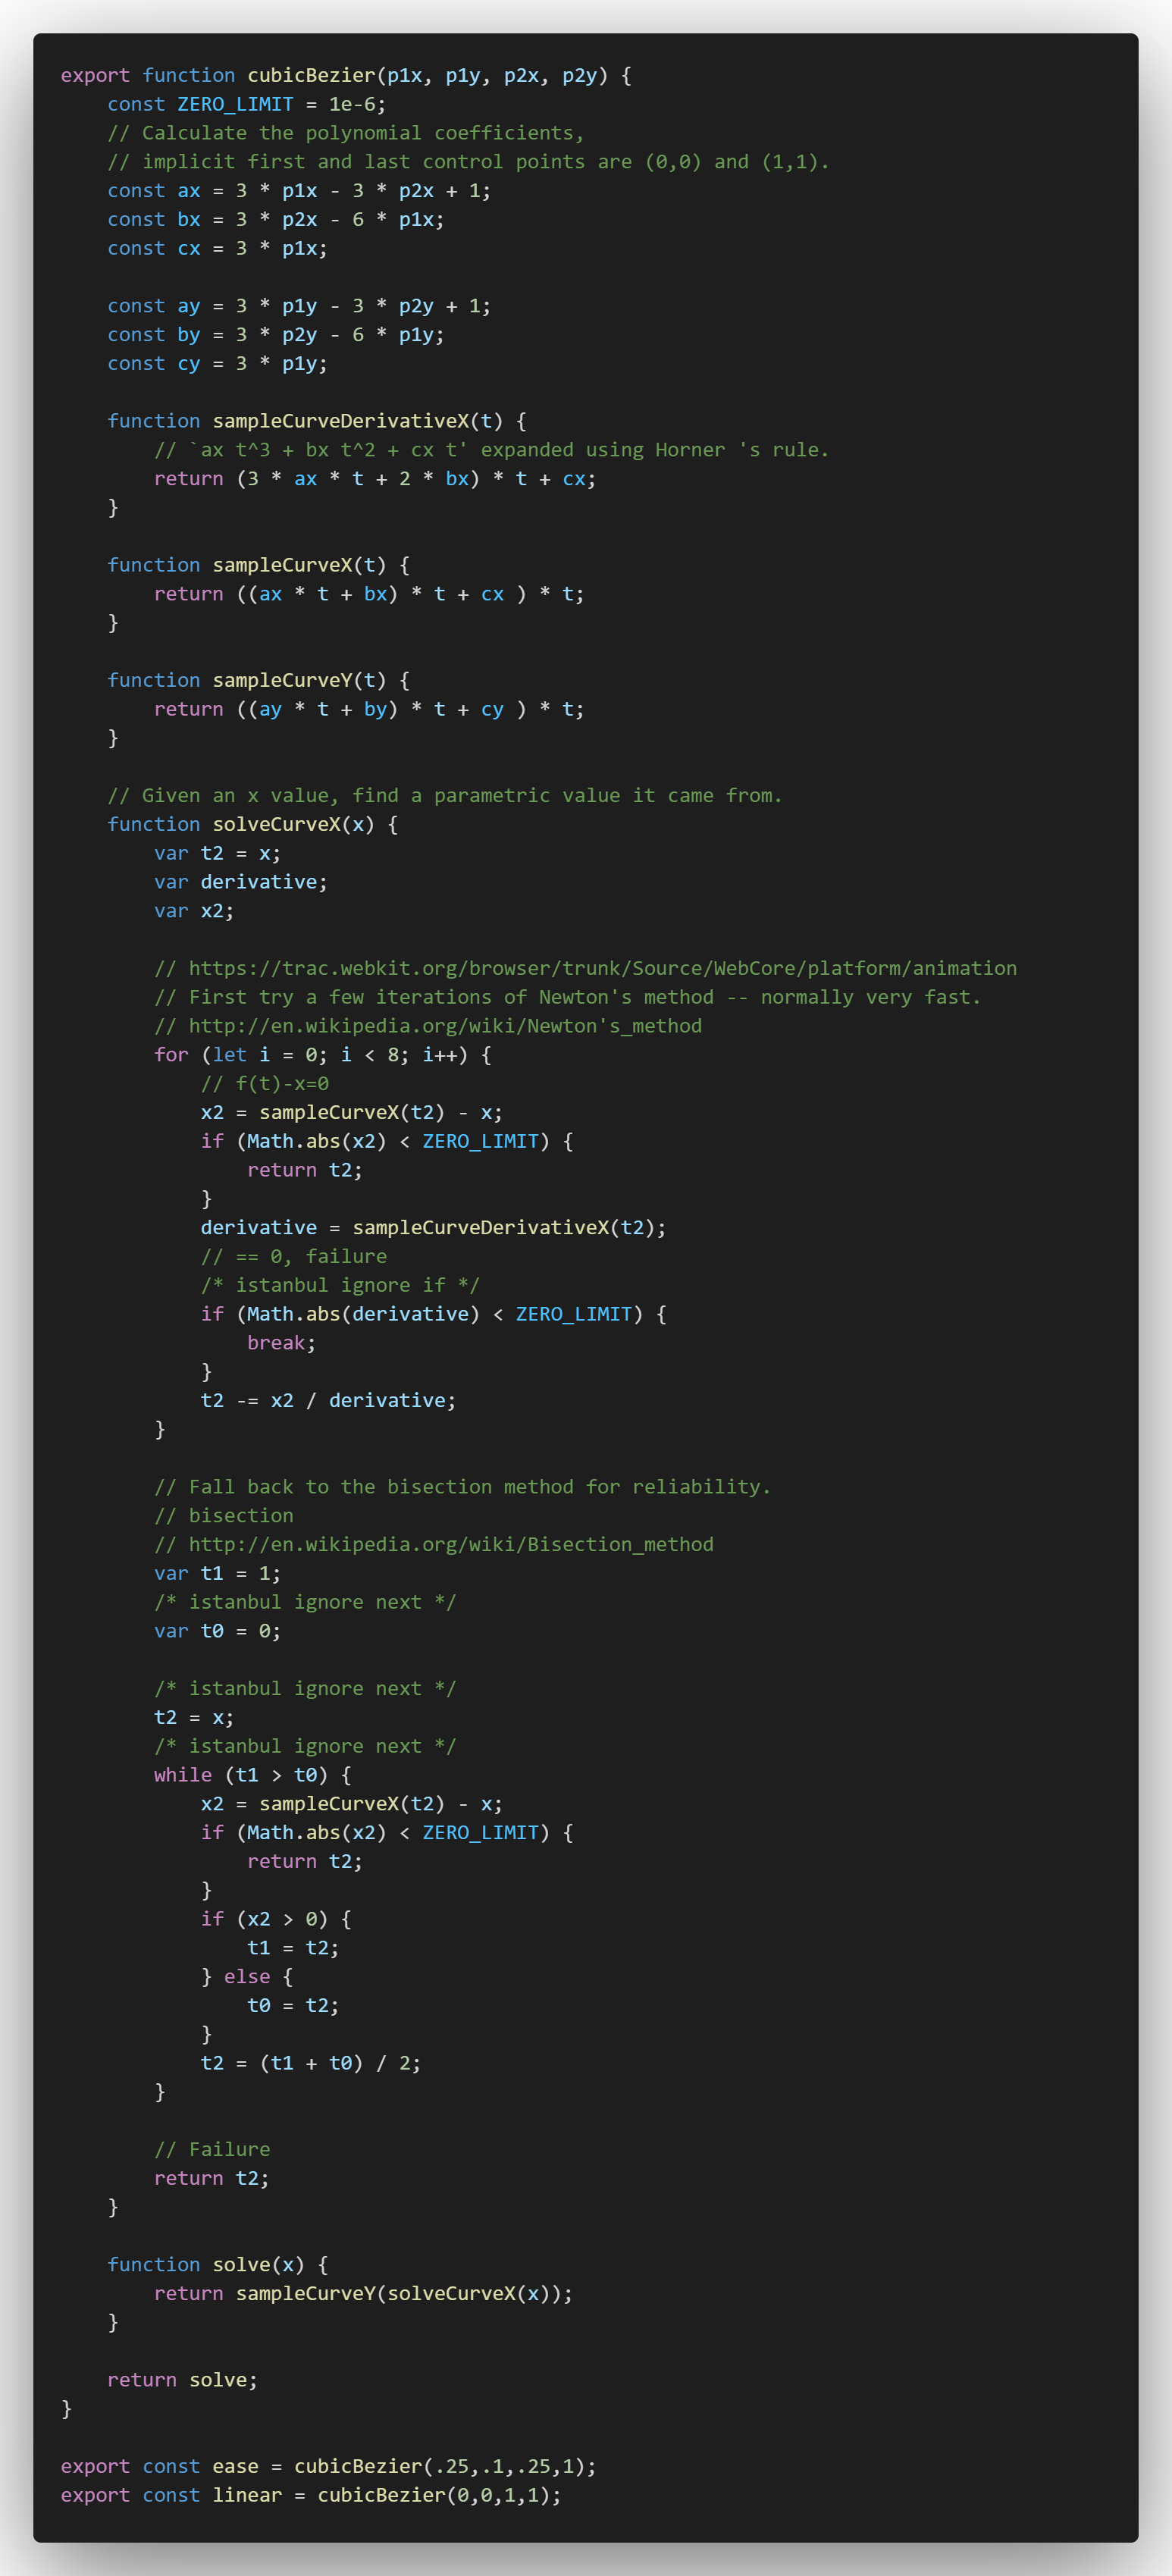 export function cubicBezier(p1x, p1y, p2x, p2y) {
    const ZERO_LIMIT = 1e-6;
    // Calculate the polynomial coefficients,
    // implicit first and last control points are (0,0) and (1,1).
    const ax = 3 * p1x - 3 * p2x + 1;
    const bx = 3 * p2x - 6 * p1x;
    const cx = 3 * p1x;

    const ay = 3 * p1y - 3 * p2y + 1;
    const by = 3 * p2y - 6 * p1y;
    const cy = 3 * p1y;

    function sampleCurveDerivativeX(t) {
        // `ax t^3 + bx t^2 + cx t' expanded using Horner 's rule.
        return (3 * ax * t + 2 * bx) * t + cx;
    }

    function sampleCurveX(t) {
        return ((ax * t + bx) * t + cx ) * t;
    }

    function sampleCurveY(t) {
        return ((ay * t + by) * t + cy ) * t;
    }

    // Given an x value, find a parametric value it came from.
    function solveCurveX(x) {
        var t2 = x;
        var derivative;
        var x2;

        // https://trac.webkit.org/browser/trunk/Source/WebCore/platform/animation
        // First try a few iterations of Newton's method -- normally very fast.
        // http://en.wikipedia.org/wiki/Newton's_method
        for (let i = 0; i < 8; i++) {
            // f(t)-x=0
            x2 = sampleCurveX(t2) - x;
            if (Math.abs(x2) < ZERO_LIMIT) {
                return t2;
            }
            derivative = sampleCurveDerivativeX(t2);
            // == 0, failure
            /* istanbul ignore if */
            if (Math.abs(derivative) < ZERO_LIMIT) {
                break;
            }
            t2 -= x2 / derivative;
        }

        // Fall back to the bisection method for reliability.
        // bisection
        // http://en.wikipedia.org/wiki/Bisection_method
        var t1 = 1;
        /* istanbul ignore next */
        var t0 = 0;

        /* istanbul ignore next */
        t2 = x;
        /* istanbul ignore next */
        while (t1 > t0) {
            x2 = sampleCurveX(t2) - x;
            if (Math.abs(x2) < ZERO_LIMIT) {
                return t2;
            }
            if (x2 > 0) {
                t1 = t2;
            } else {
                t0 = t2;
            }
            t2 = (t1 + t0) / 2;
        }

        // Failure
        return t2;
    }

    function solve(x) {
        return sampleCurveY(solveCurveX(x));
    }

    return solve;
}

export const ease = cubicBezier(.25,.1,.25,1);
export const linear = cubicBezier(0,0,1,1);